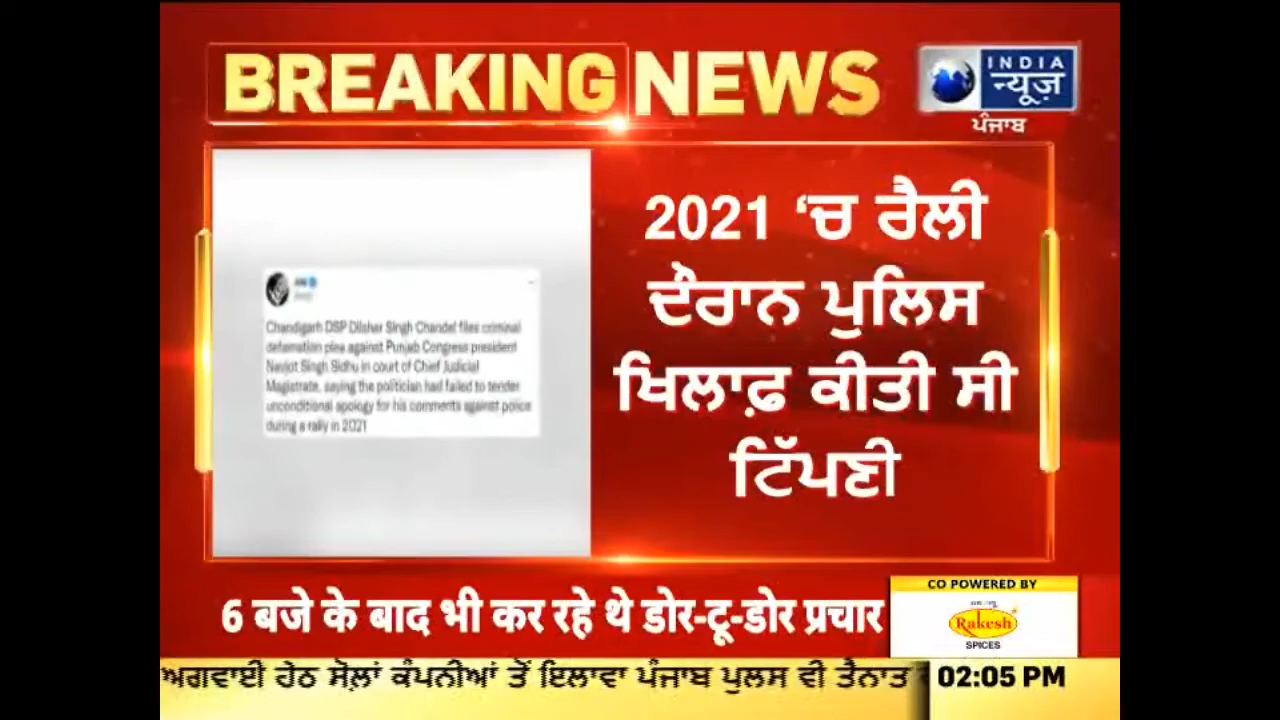 BREAKING NEWS
INDIA
न्यूज़
ਪੰਜਾਬ
Chandigarh DSP Dilsher Singh Chandel files criminal
defamation plea against Punjab Congress president
Navjot Singh Sidhu in court of Chief Judicial
Magistrate, saying the politician had failed to tender
unconditional apology for his comments against police
during a rally in 2021
2021 ‘ਚ ਰੈਲੀ
ਦੌਰਾਨ ਪੁਲਿਸ
ਖਿਲਾਫ਼ ਕੀਤੀ ਸੀ
ਟਿੱਪਣੀ
6 बजे के बाद भी कर रहे थे डोर-टू-डोर प्रचार
CO POWERED BY
Rakesh
SPICES
ਅਗਵਾਈ ਹੇਠ ਸੋਲਾਂ ਕੰਪਨੀਆਂ ਤੋਂ ਇਲਾਵਾ ਪੰਜਾਬ ਪੁਲਸ ਵੀ ਤੈਨਾਤ
02:05 PM